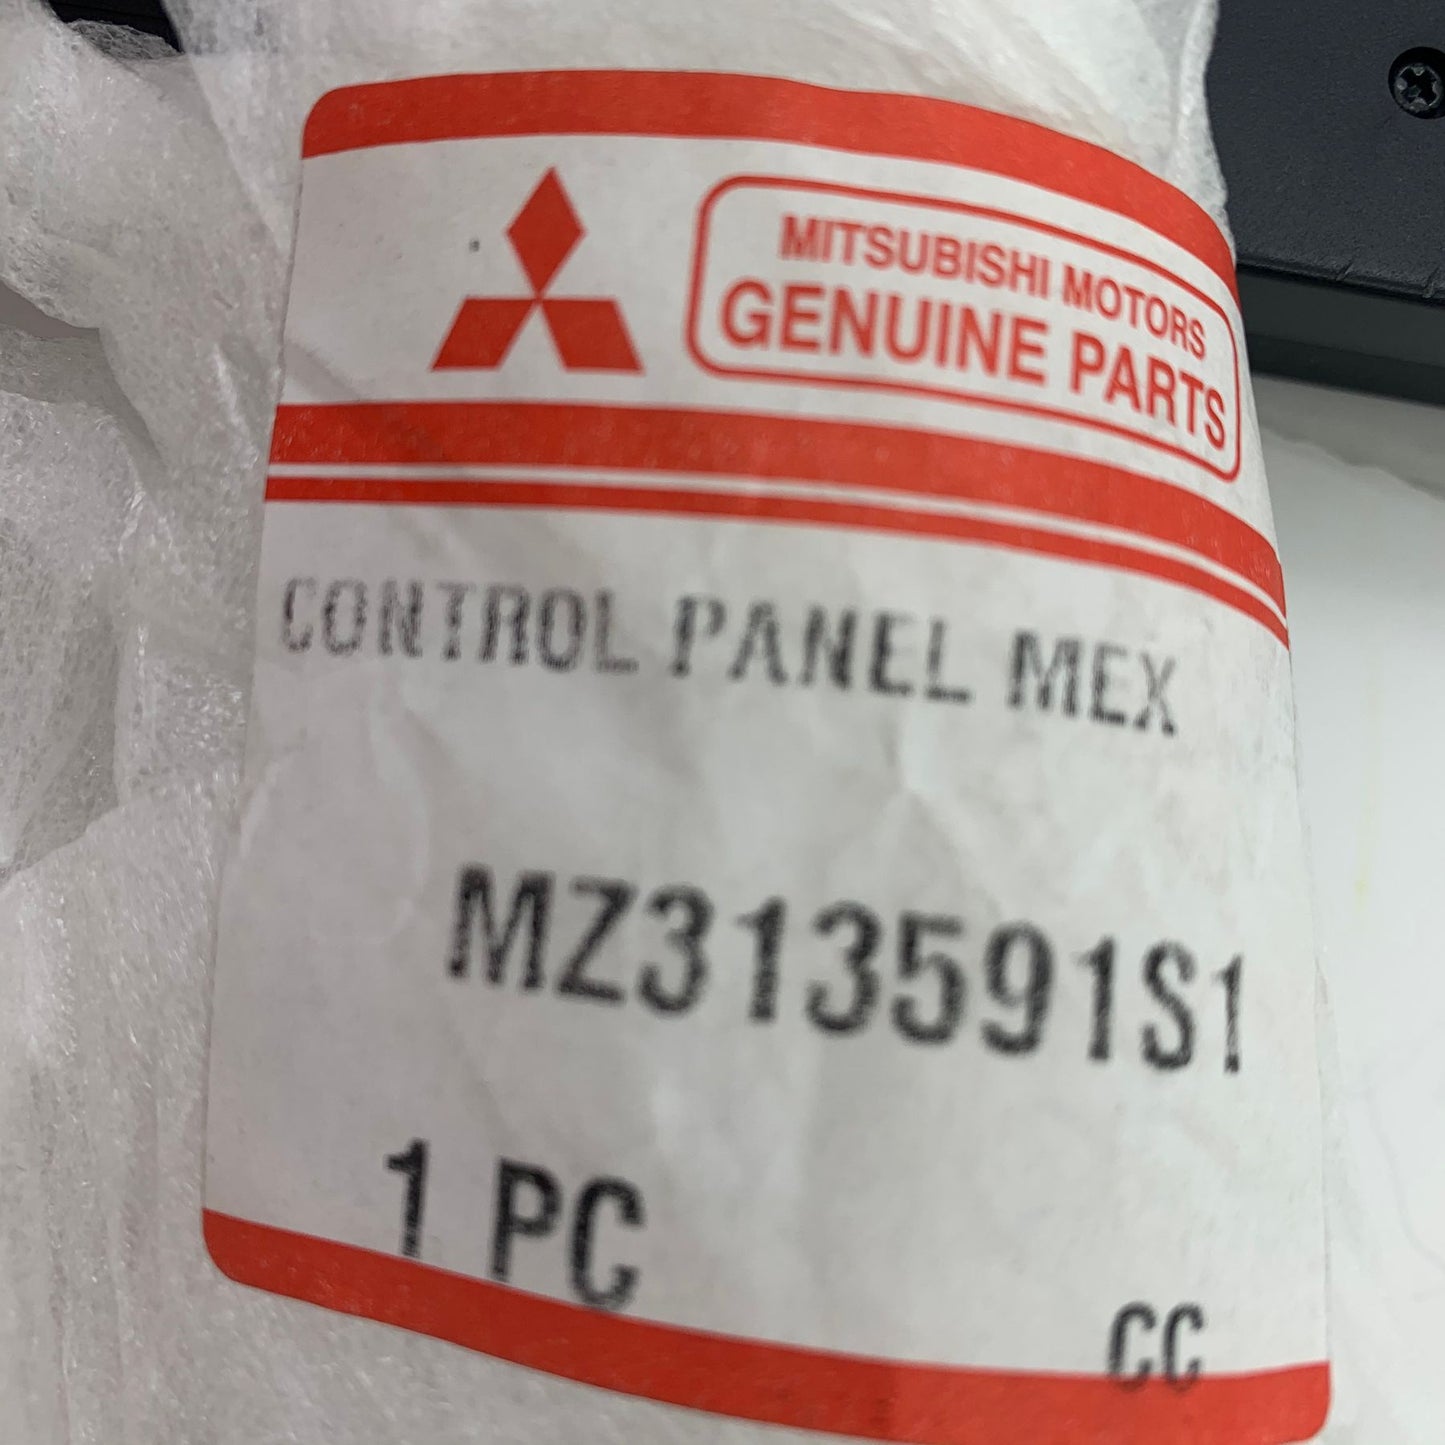 MITSUBISHI MOTORS
GENUINE PARTS
CONTROL PANEL MEX
MZ313591S1
1 PC
CC